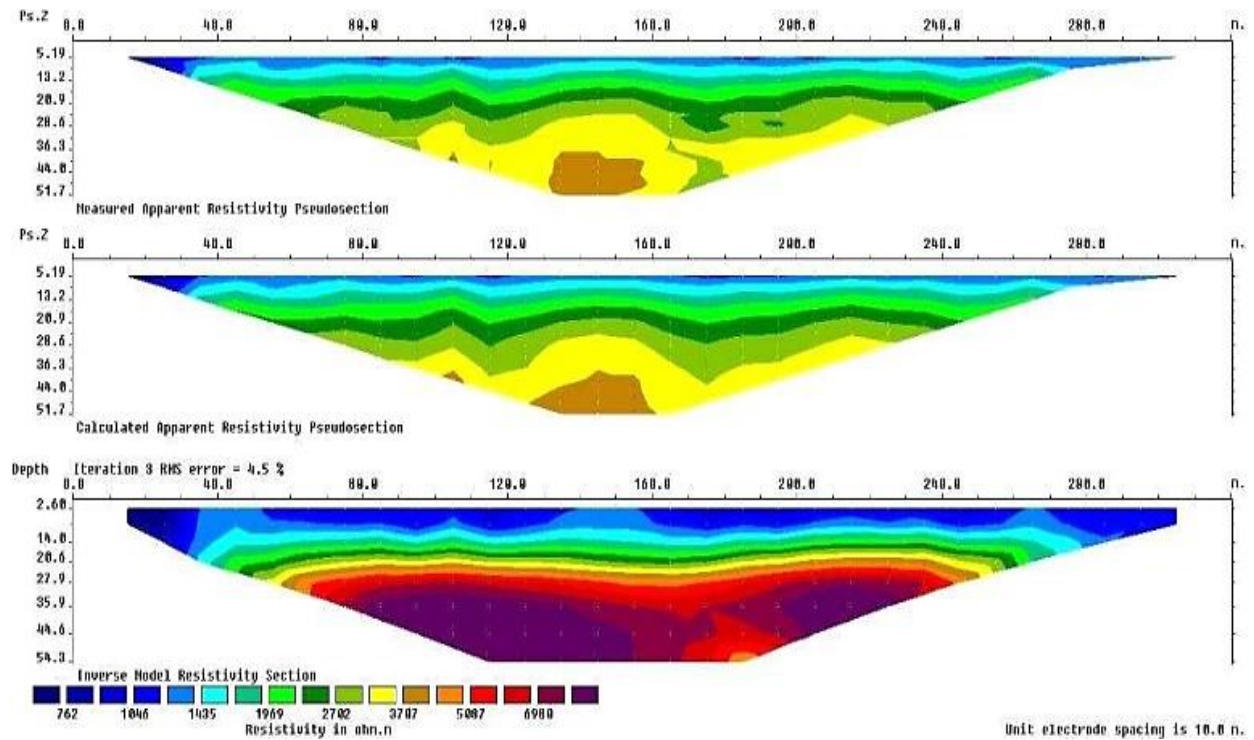 Ps.Z 0.0 40.0 80.0 120.0 160.0 200.0 240.0 280.0 m.
5.19
13.2
20.9
28.6
36.3
44.0
51.7
Measured Apparent Resistivity Pseudosection
Ps.Z 0.0 40.0 80.0 120.0 160.0 200.0 240.0 280.0 m.
5.19
13.2
20.9
28.6
36.3
44.0
51.7
Calculated Apparent Resistivity Pseudosection
Depth Iteration 3 RMS error = 4.5 %
0.0 40.0 80.0 120.0 160.0 200.0 240.0 280.0 m.
2.60
14.0
20.6
27.9
35.9
44.6
54.3
Inverse Model Resistivity Section
762 1046 1435 1969 2702 3707 5087 6980
Resistivity in ohm.m
Unit electrode spacing is 10.0 m.